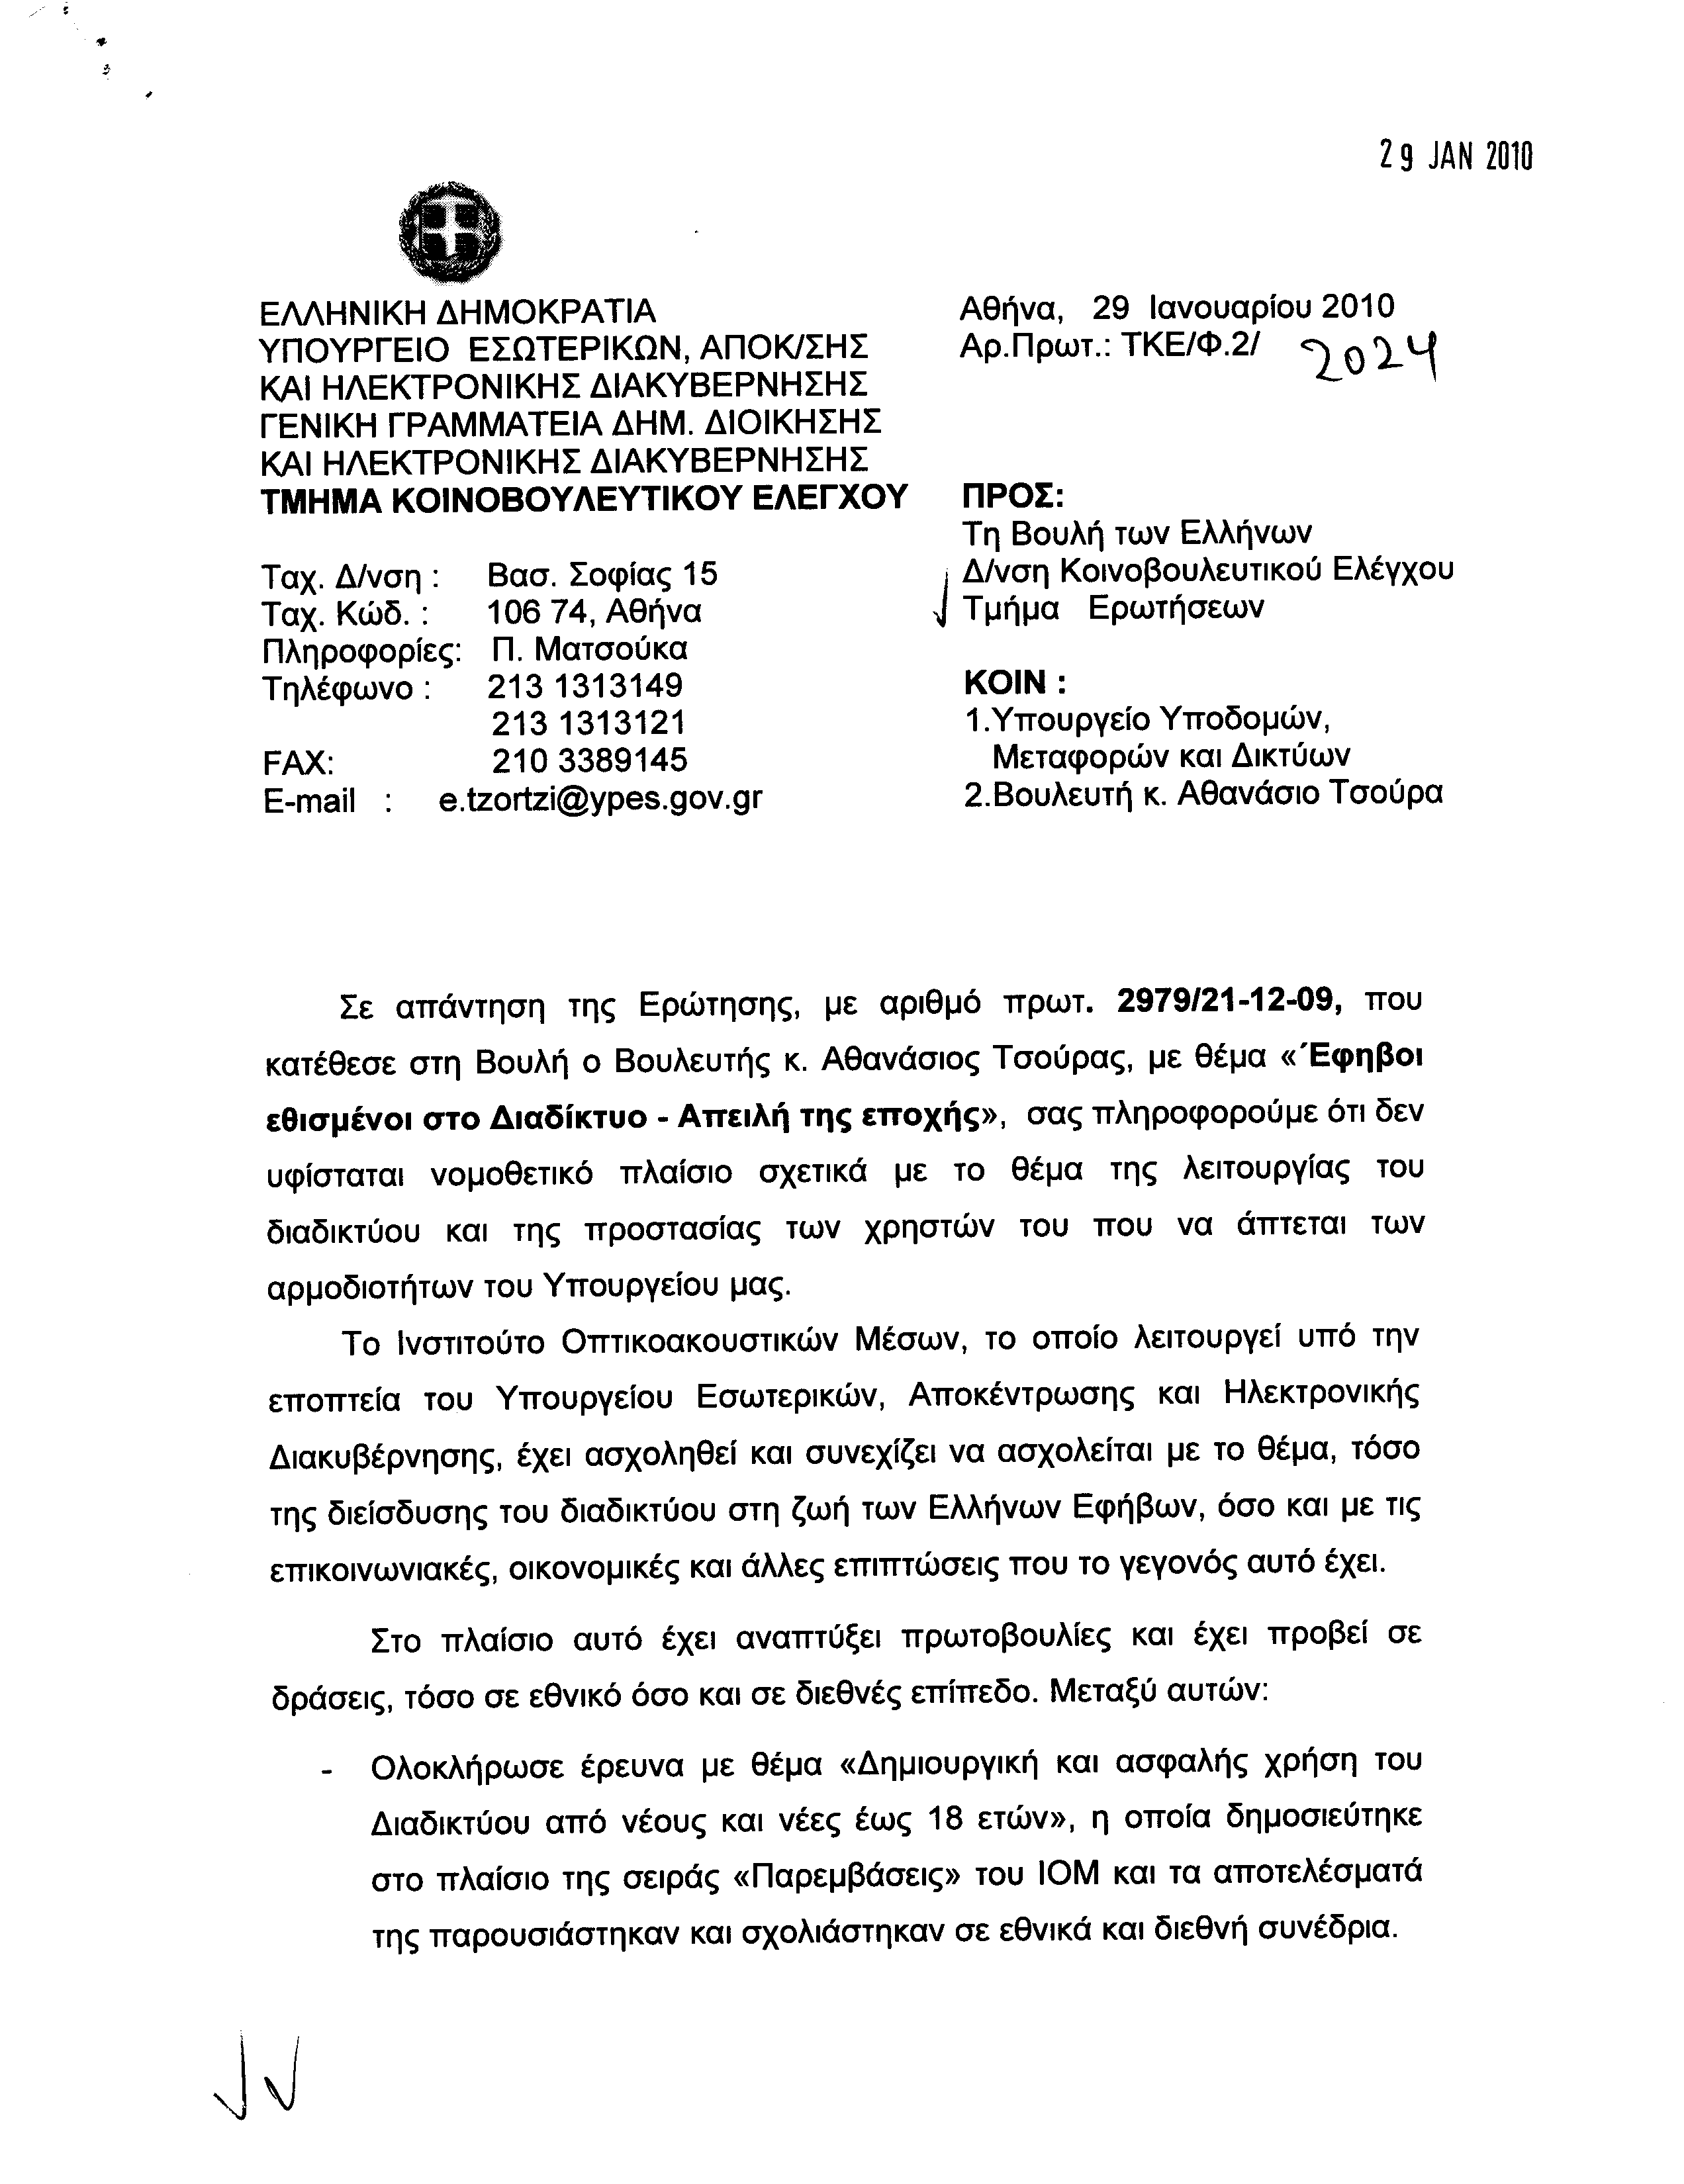 29 JAN 2010
ΕΛΛΗΝΙΚΗ ΔΗΜΟΚΡΑΤΙΑ
ΥΠΟΥΡΓΕΙΟ ΕΣΩΤΕΡΙΚΩΝ, ΑΠΟΚ/ΣΗΣ
ΚΑΙ ΗΛΕΚΤΡΟΝΙΚΗΣ ΔΙΑΚΥΒΕΡΝΗΣΗΣ
ΓΕΝΙΚΗ ΓΡΑΜΜΑΤΕΙΑ ΔΗΜ. ΔΙΟΙΚΗΣΗΣ
ΚΑΙ ΗΛΕΚΤΡΟΝΙΚΗΣ ΔΙΑΚΥΒΕΡΝΗΣΗΣ
ΤΜΗΜΑ ΚΟΙΝΟΒΟΥΛΕΥΤΙΚΟΥ ΕΛΕΓΧΟΥ
Ταχ. Δ/νση : Βασ. Σοφίας 15
Ταχ. Κώδ. : 106 74, Αθήνα
Πληροφορίες: Π. Ματσούκα
Τηλέφωνο : 213 1313149
213 1313121
FAX: 210 3389145
E-mail : e.tzortzi@ypes.gov.gr
Αθήνα, 29 Ιανουαρίου 2010
Αρ.Πρωτ.: ΤΚΕ/Φ.2/ 2024
ΠΡΟΣ:
Τη Βουλή των Ελλήνων
Δ/νση Κοινοβουλευτικού Ελέγχου
Τμήμα Ερωτήσεων
ΚΟΙΝ :
1.Υπουργείο Υποδομών,
Μεταφορών και Δικτύων
2.Βουλευτή κ. Αθανάσιο Τσούρα
Σε απάντηση της Ερώτησης, με αριθμό πρωτ. 2979/21-12-09, που
κατέθεσε στη Βουλή ο Βουλευτής κ. Αθανάσιος Τσούρας, με θέμα «Έφηβοι
εθισμένοι στο Διαδίκτυο - Απειλή της εποχής», σας πληροφορούμε ότι δεν
υφίσταται νομοθετικό πλαίσιο σχετικά με το θέμα της λειτουργίας του
διαδικτύου και της προστασίας των χρηστών του που να άπτεται των
αρμοδιοτήτων του Υπουργείου μας.
Το Ινστιτούτο Οπτικοακουστικών Μέσων, το οποίο λειτουργεί υπό την
εποπτεία του Υπουργείου Εσωτερικών, Αποκέντρωσης και Ηλεκτρονικής
Διακυβέρνησης, έχει ασχοληθεί και συνεχίζει να ασχολείται με το θέμα, τόσο
της διείσδυσης του διαδικτύου στη ζωή των Ελλήνων Εφήβων, όσο και με τις
επικοινωνιακές, οικονομικές και άλλες επιπτώσεις που το γεγονός αυτό έχει.
Στο πλαίσιο αυτό έχει αναπτύξει πρωτοβουλίες και έχει προβεί σε
δράσεις, τόσο σε εθνικό όσο και σε διεθνές επίπεδο. Μεταξύ αυτών:
- Ολοκλήρωσε έρευνα με θέμα «Δημιουργική και ασφαλής χρήση του
Διαδικτύου από νέους και νέες έως 18 ετών», η οποία δημοσιεύτηκε
στο πλαίσιο της σειράς «Παρεμβάσεις» του ΙΟΜ και τα αποτελέσματά
της παρουσιάστηκαν και σχολιάστηκαν σε εθνικά και διεθνή συνέδρια.